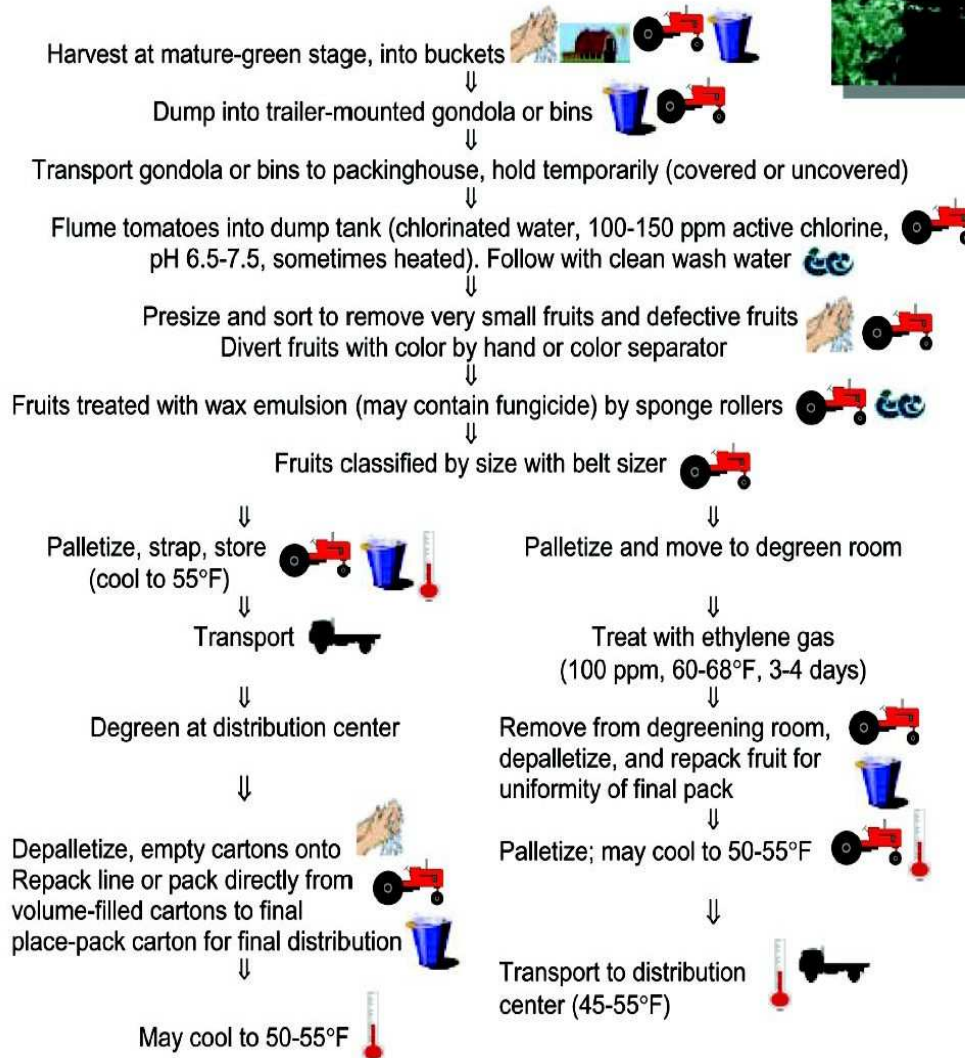 Harvest at mature-green stage, into buckets
⇓
Dump into trailer-mounted gondola or bins
⇓
Transport gondola or bins to packinghouse, hold temporarily (covered or uncovered)
⇓
Flume tomatoes into dump tank (chlorinated water, 100-150 ppm active chlorine,
pH 6.5-7.5, sometimes heated). Follow with clean wash water
⇓
Presize and sort to remove very small fruits and defective fruits
Divert fruits with color by hand or color separator
⇓
Fruits treated with wax emulsion (may contain fungicide) by sponge rollers
⇓
Fruits classified by size with belt sizer
⇓
Palletize, strap, store
(cool to 55°F)
⇓
Transport
⇓
Degreen at distribution center
⇓
Depalletize, empty cartons onto
Repack line or pack directly from
volume-filled cartons to final
place-pack carton for final distribution
⇓
May cool to 50-55°F
⇓
Palletize and move to degreen room
⇓
Treat with ethylene gas
(100 ppm, 60-68°F, 3-4 days)
⇓
Remove from degreening room,
depalletize, and repack fruit for
uniformity of final pack
⇓
Palletize; may cool to 50-55°F
⇓
Transport to distribution
center (45-55°F)